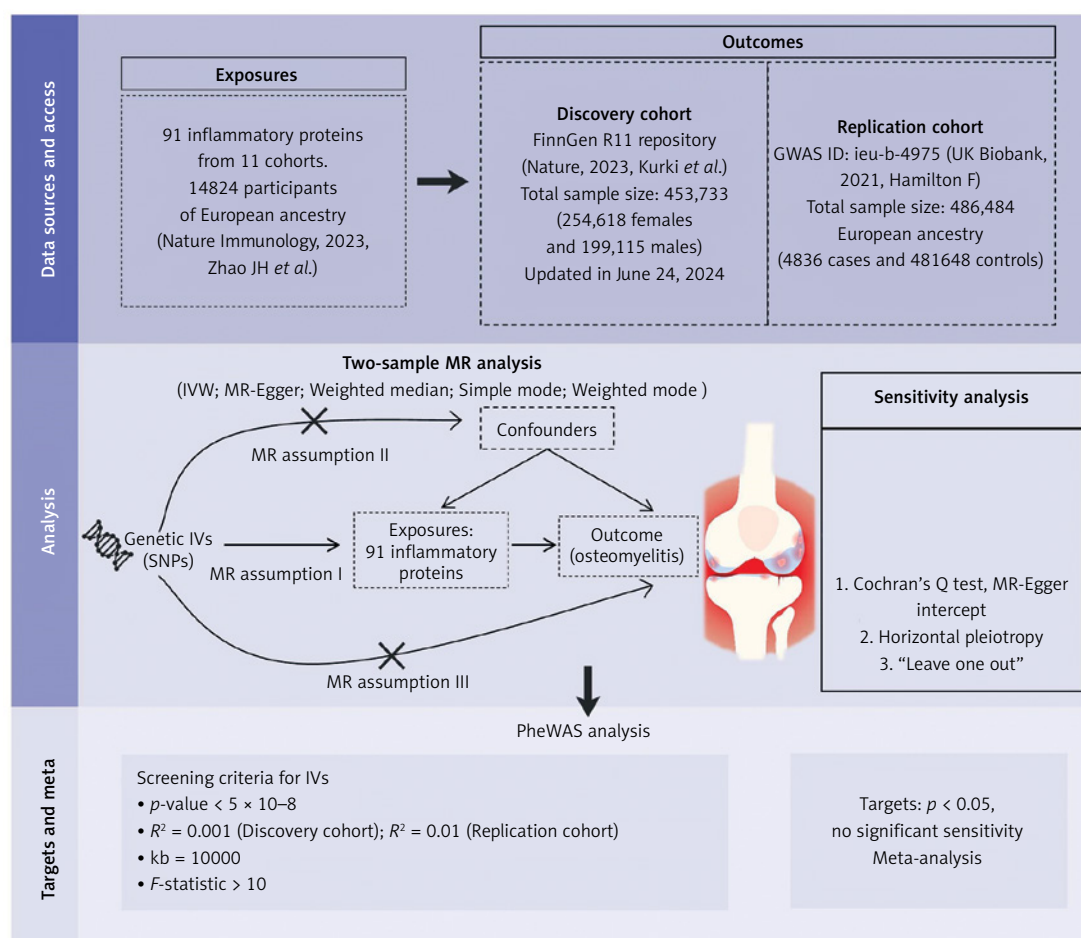 Data sources and access
Exposures
91 inflammatory proteins
from 11 cohorts.
14824 participants
of European ancestry
(Nature Immunology, 2023,
Zhao JH et al.)
Outcomes
Discovery cohort
FinnGen R11 repository
(Nature, 2023, Kurki et al.)
Total sample size: 453,733
(254,618 females
and 199,115 males)
Updated in June 24, 2024
Replication cohort
GWAS ID: ieu-b-4975 (UK Biobank,
2021, Hamilton F)
Total sample size: 486,484
European ancestry
(4836 cases and 481648 controls)
Analysis
Two-sample MR analysis
(IVW; MR-Egger; Weighted median; Simple mode; Weighted mode )
MR assumption II
Confounders
Genetic IVs
(SNPs)
MR assumption I
Exposures:
91 inflammatory
proteins
Outcome
(osteomyelitis)
MR assumption III
Sensitivity analysis
1. Cochran’s Q test, MR-Egger
intercept
2. Horizontal pleiotropy
3. “Leave one out”
Targets and meta
PheWAS analysis
Screening criteria for IVs
• p-value < 5 × 10–8
• R² = 0.001 (Discovery cohort); R² = 0.01 (Replication cohort)
• kb = 10000
• F-statistic > 10
Targets: p < 0.05,
no significant sensitivity
Meta-analysis